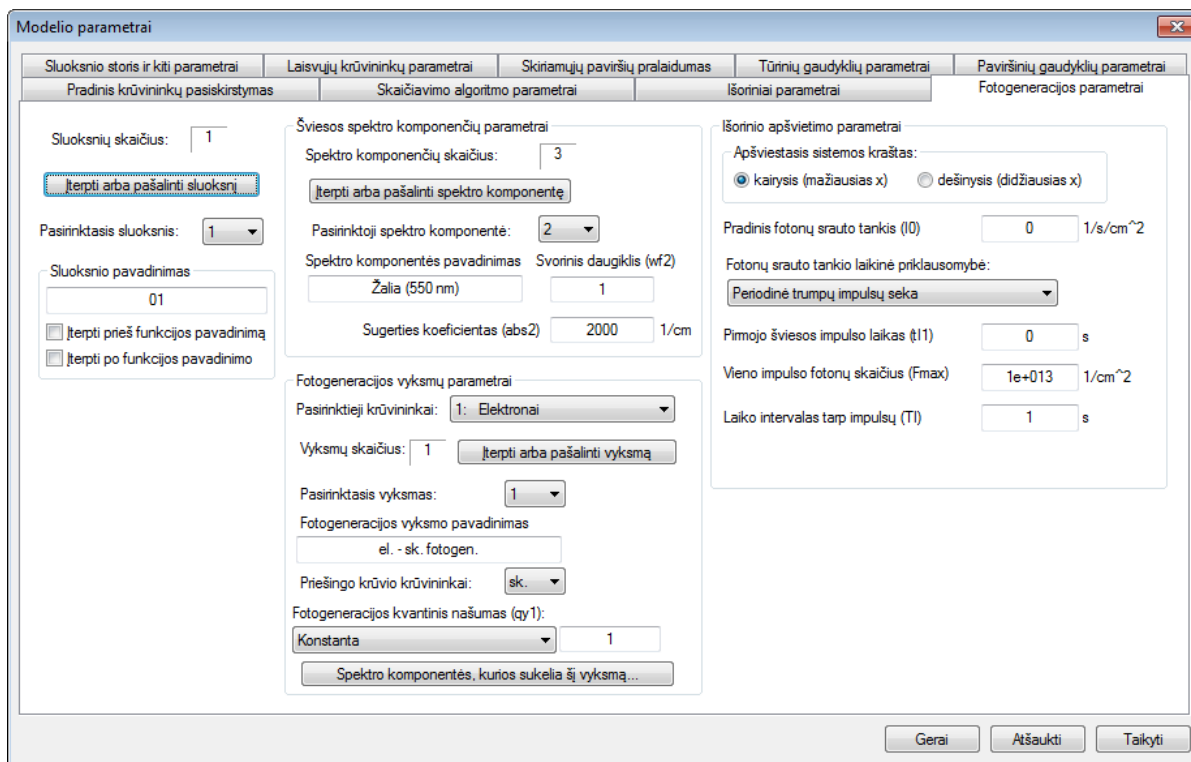 Modelio parametrai
Sluoksnio storis ir kiti parametrai
Laisvųjų krūvininkų parametrai
Skiriamųjų paviršių pralaidumas
Tūrinių gaudyklių parametrai
Paviršinių gaudyklių parametrai
Pradinis krūvininkų pasiskirstymas
Skaičiavimo algoritmo parametrai
Išoriniai parametrai
Fotogeneracijos parametrai
Sluoksnių skaičius: 1
Įterpti arba pašalinti sluoksnį
Pasirinktasis sluoksnis: 1
Sluoksnio pavadinimas
01
Įterpti prieš funkcijos pavadinimą
Įterpti po funkcijos pavadinimo
Šviesos spektro komponenčių parametrai
Spektro komponenčių skaičius: 3
Įterpti arba pašalinti spektro komponentę
Pasirinktoji spektro komponentė: 2
Spektro komponentės pavadinimas Svorinis daugiklis (wf2)
Žalia (550 nm) 1
Sugerties koeficientas (abs2) 2000 1/cm
Fotogeneracijos vyksmų parametrai
Pasirinktieji krūvininkai: 1: Elektronai
Vyksmų skaičius: 1 Įterpti arba pašalinti vyksmą
Pasirinktasis vyksmas: 1
Fotogeneracijos vyksmo pavadinimas
el. - sk. fotogen.
Priešingo krūvio krūvininkai: sk.
Fotogeneracijos kvantinis našumas (qy1):
Konstanta 1
Spektro komponentės, kurios sukelia šį vyksmą...
Išorinio apšvietimo parametrai
Apšviestasis sistemos kraštas:
kairysis (mažiausias x) dešinysis (didžiausias x)
Pradinis fotonų srauto tankis (I0) 0 1/s/cm^2
Fotonų srauto tankio laikinė priklausomybė:
Periodinė trumpų impulsų seka
Pirmojo šviesos impulso laikas (tI1) 0 s
Vieno impulso fotonų skaičius (Fmax) 1e+013 1/cm^2
Laiko intervalas tarp impulsų (TI) 1 s
Gerai Atšaukti Taikyti